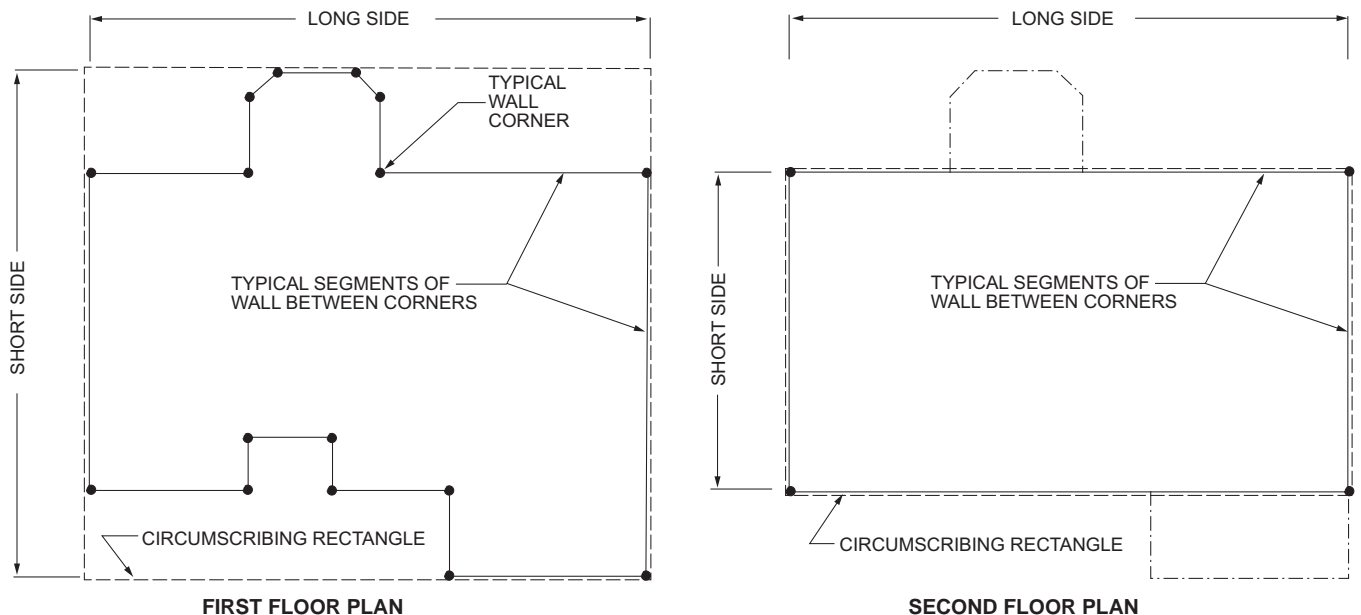 LONG SIDE
SHORT SIDE
TYPICAL
WALL
CORNER
TYPICAL SEGMENTS OF
WALL BETWEEN CORNERS
CIRCUMSCRIBING RECTANGLE
FIRST FLOOR PLAN
LONG SIDE
SHORT SIDE
TYPICAL SEGMENTS OF
WALL BETWEEN CORNERS
CIRCUMSCRIBING RECTANGLE
SECOND FLOOR PLAN